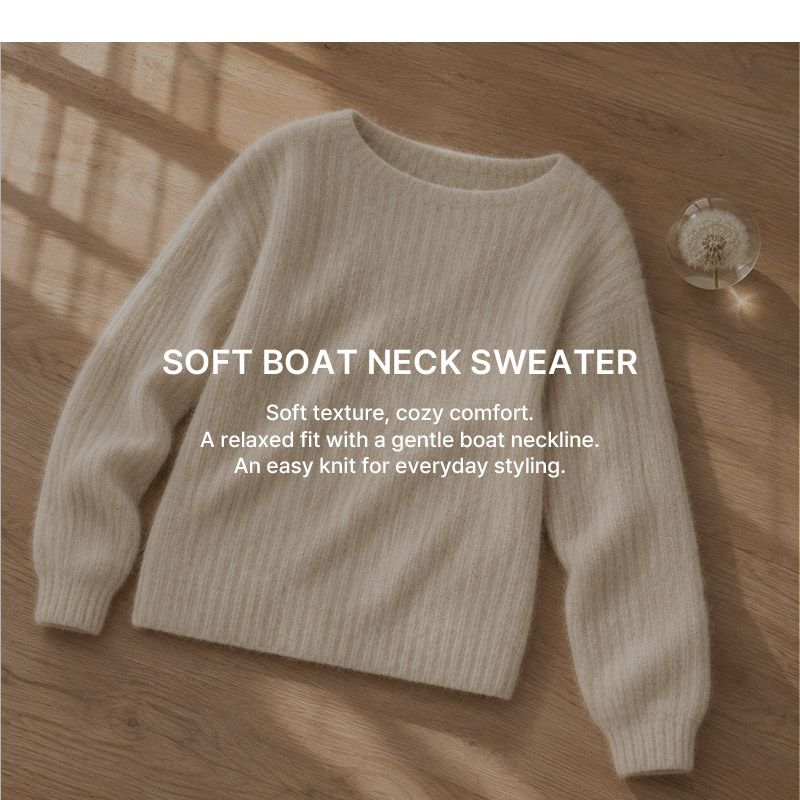 SOFT BOAT NECK SWEATER
Soft texture, cozy comfort.
A relaxed fit with a gentle boat neckline.
An easy knit for everyday styling.